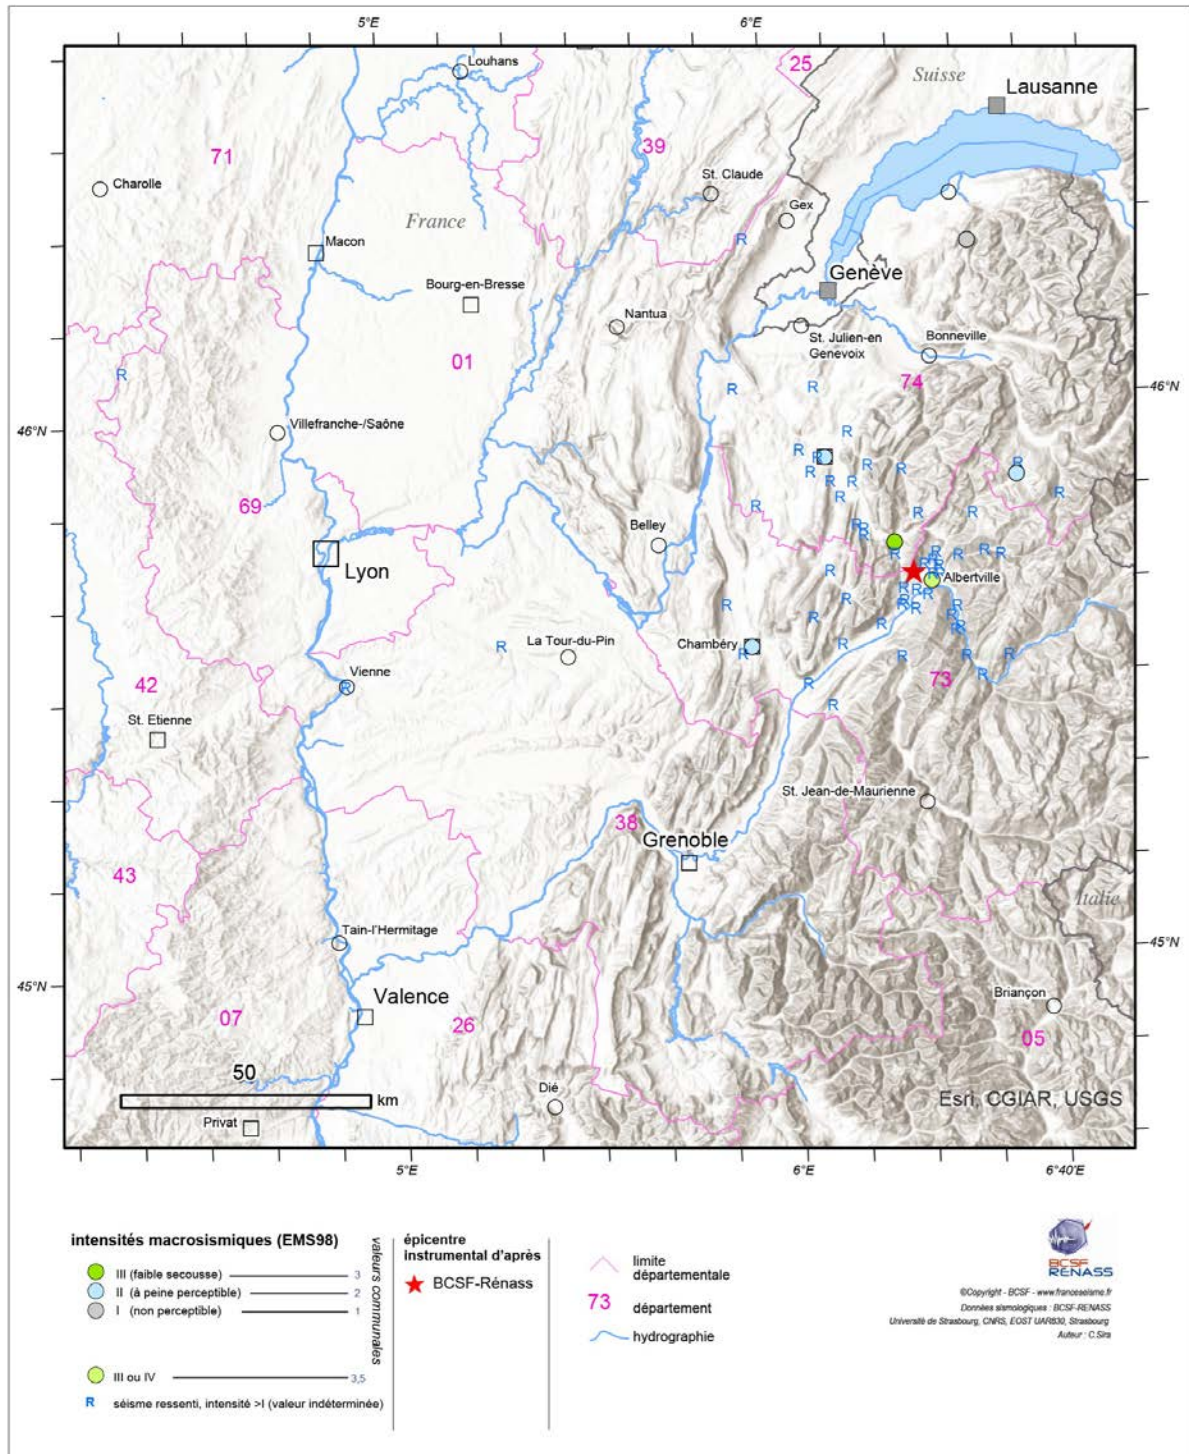 5°E
6°E
Louhans
25
Suisse
Lausanne
71
39
Charolle
St. Claude
Gex
France
R
Macon
Genève
Bourg-en-Bresse
Nantua
St. Julien-en
Genevoix
Bonneville
01
74
R
R
R
46°N
46°N
Villefranche-/Saône
R
R
R
R
R
R
R
R
R
R
R
R
69
R
R
R
R
R
Belley
Lyon
R
R
R
R
R
R
Albertville
R
R
R
R
R
La Tour-du-Pin
Chambéry
R
R
R
R
Vienne
R
42
73
R
R
St. Etienne
St. Jean-de-Maurienne
38
Grenoble
43
Italie
Tain-l'Hermitage
45°N
45°N
Valence
Briançon
07
26
05
50
km
Dié
Esri, CGIAR, USGS
Privat
5°E
6°E
6°40'E
intensités macrosismiques (EMS98)
III (faible secousse) 3
II (à peine perceptible) 2
I (non perceptible) 1
III ou IV 3,5
R séisme ressenti, intensité >I (valeur indéterminée)
valeurs communales
épicentre
instrumental d'après
BCSF-Rénass
limite
départementale
73 département
hydrographie
BCSF
RENASS
©Copyright - BCSF - www.franceseisme.fr
Données sismologiques : BCSF-RENASS
Université de Strasbourg, CNRS, EOST UAR830, Strasbourg
Auteur : C.Sira